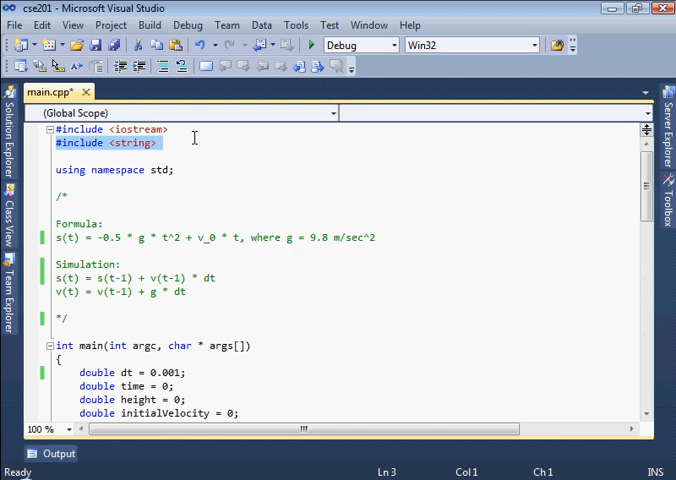 cse201 - Microsoft Visual Studio
File Edit View Project Build Debug Team Data Tools Test Window Help
Debug Win32
main.cpp* X
(Global Scope)
#include <iostream>
#include <string>
using namespace std;
/*
Formula:
s(t) = -0.5 * g * t^2 + v_0 * t, where g = 9.8 m/sec^2
Simulation:
s(t) = s(t-1) + v(t-1) * dt
v(t) = v(t-1) + g * dt
*/
int main(int argc, char * args[])
{
double dt = 0.001;
double time = 0;
double height = 0;
double initialVelocity = 0;
100 %
Output
Ready Ln 3 Col 1 Ch 1 INS
Solution Explorer
Class View
Team Explorer
Server Explorer
Toolbox